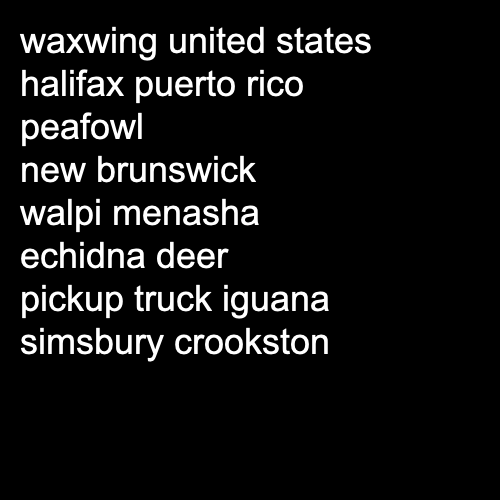 waxwing united states
halifax puerto rico
peafowl
new brunswick
walpi menasha
echidna deer
pickup truck iguana
simsbury crookston